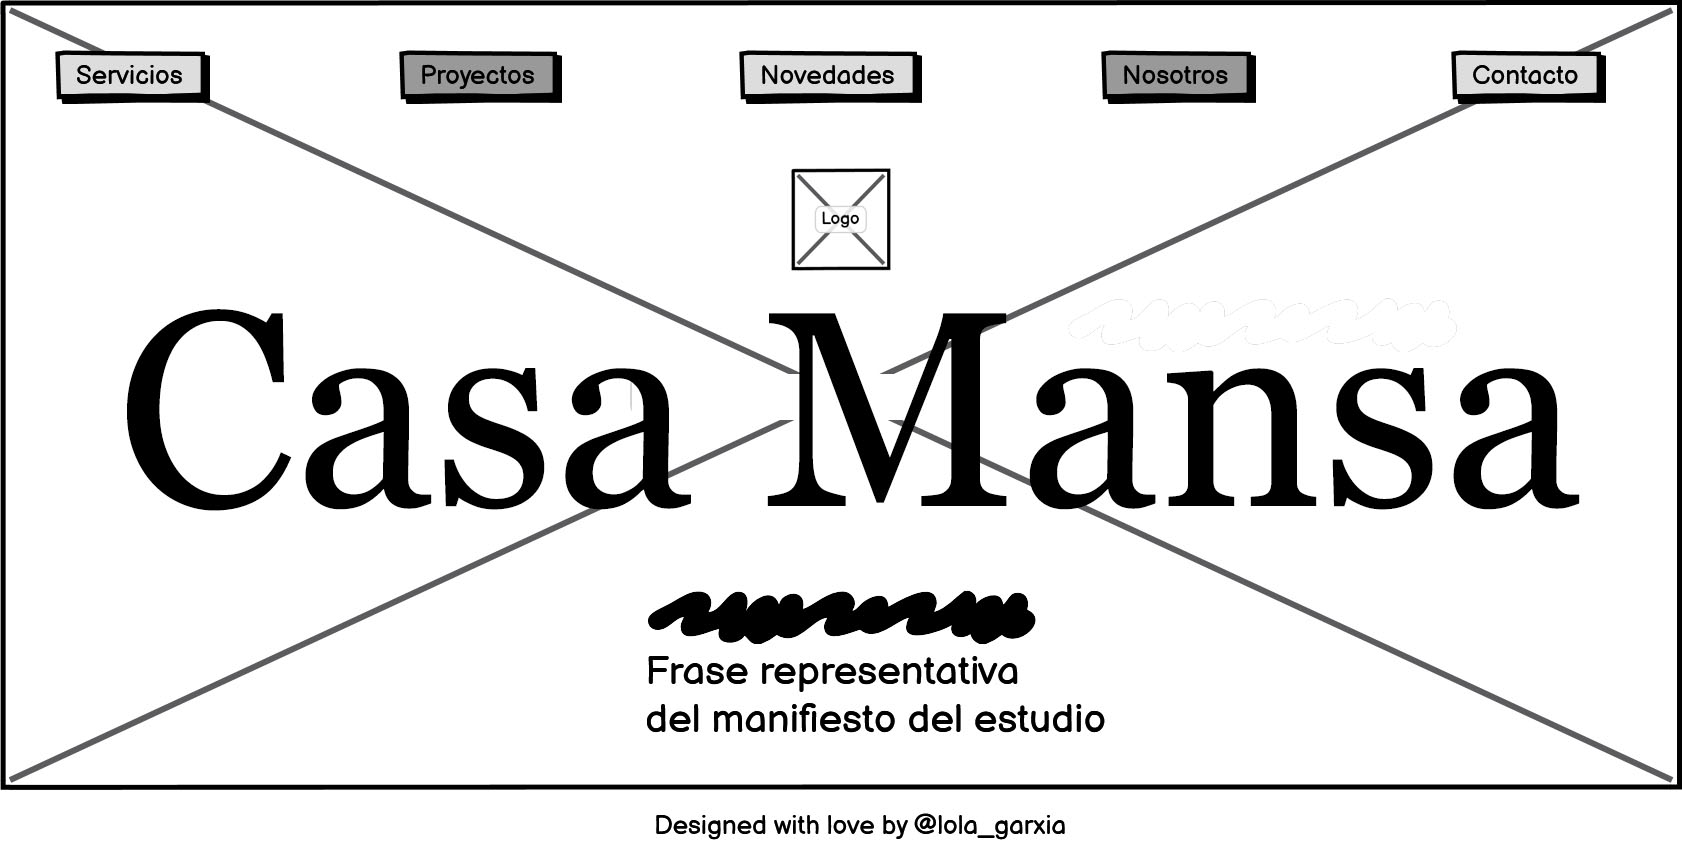 Servicios Proyectos Novedades Nosotros Contacto
Logo
Casa Mansa
Frase representativa
del manifiesto del estudio
Designed with love by @lola_garxia